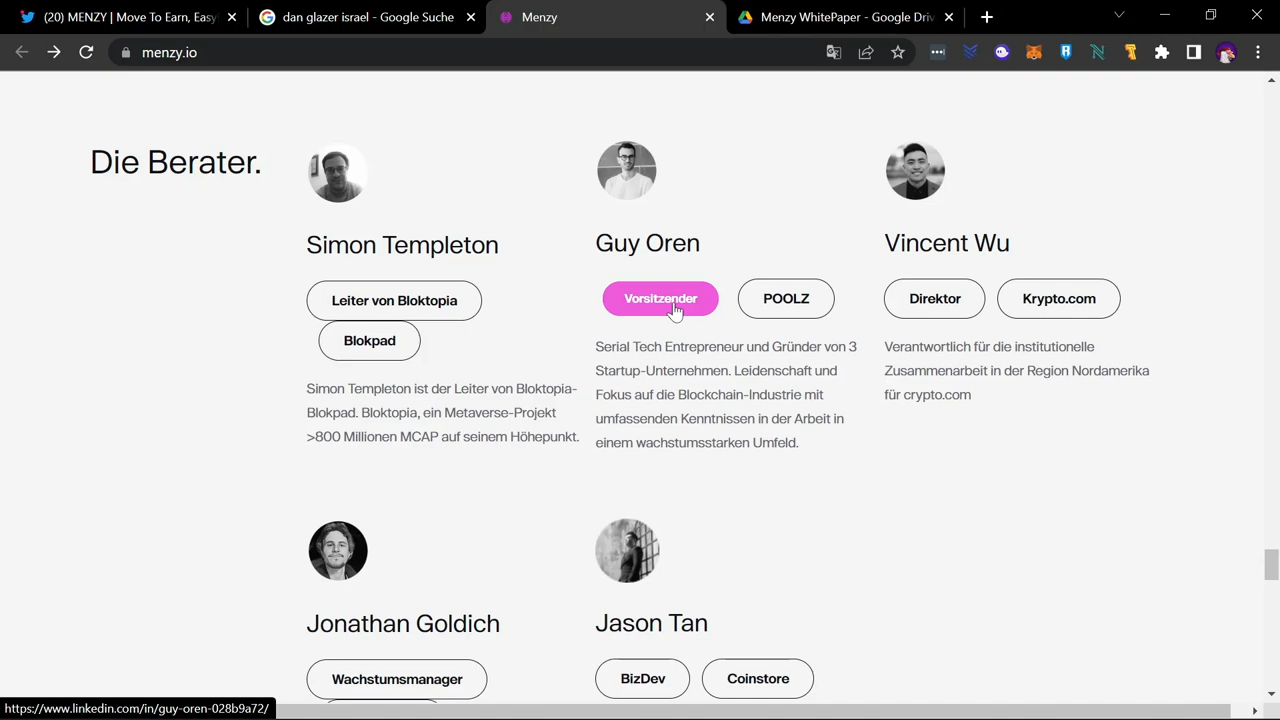 (20) MENZY | Move To Earn, Easy
dan glazer israel - Google Suche
Menzy
Menzy WhitePaper - Google Driv
menzy.io
Die Berater.
Simon Templeton
Leiter von Bloktopia
Blokpad
Simon Templeton ist der Leiter von Bloktopia-
Blokpad. Bloktopia, ein Metaverse-Projekt
>800 Millionen MCAP auf seinem Höhepunkt.
Guy Oren
Vorsitzender
POOLZ
Serial Tech Entrepreneur und Gründer von 3
Startup-Unternehmen. Leidenschaft und
Fokus auf die Blockchain-Industrie mit
umfassenden Kenntnissen in der Arbeit in
einem wachstumsstarken Umfeld.
Vincent Wu
Direktor
Krypto.com
Verantwortlich für die institutionelle
Zusammenarbeit in der Region Nordamerika
für crypto.com
Jonathan Goldich
Wachstumsmanager
Jason Tan
BizDev
Coinstore
https://www.linkedin.com/in/guy-oren-028b9a72/